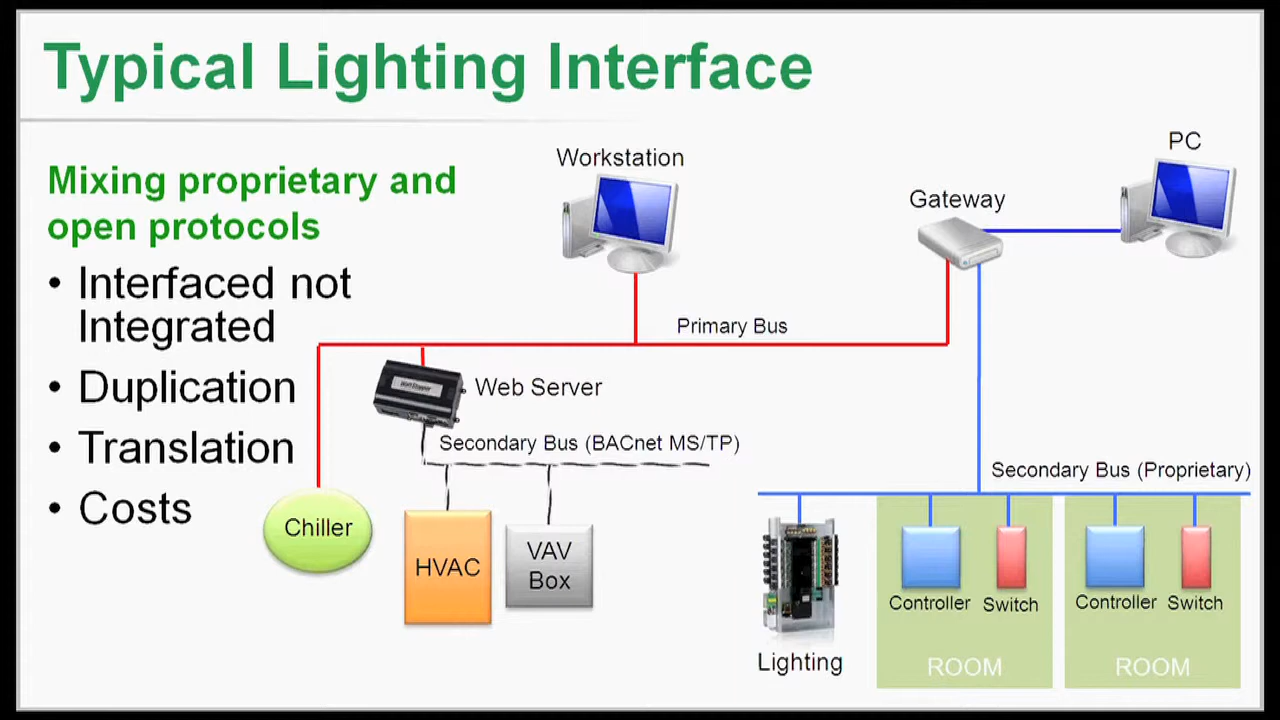 Typical Lighting Interface
Mixing proprietary and
open protocols
• Interfaced not
Integrated
• Duplication
• Translation
• Costs
Workstation
Gateway
PC
Primary Bus
Web Server
Secondary Bus (BACnet MS/TP)
Secondary Bus (Proprietary)
Chiller
HVAC
VAV
Box
Lighting
Controller
Switch
ROOM
Controller
Switch
ROOM